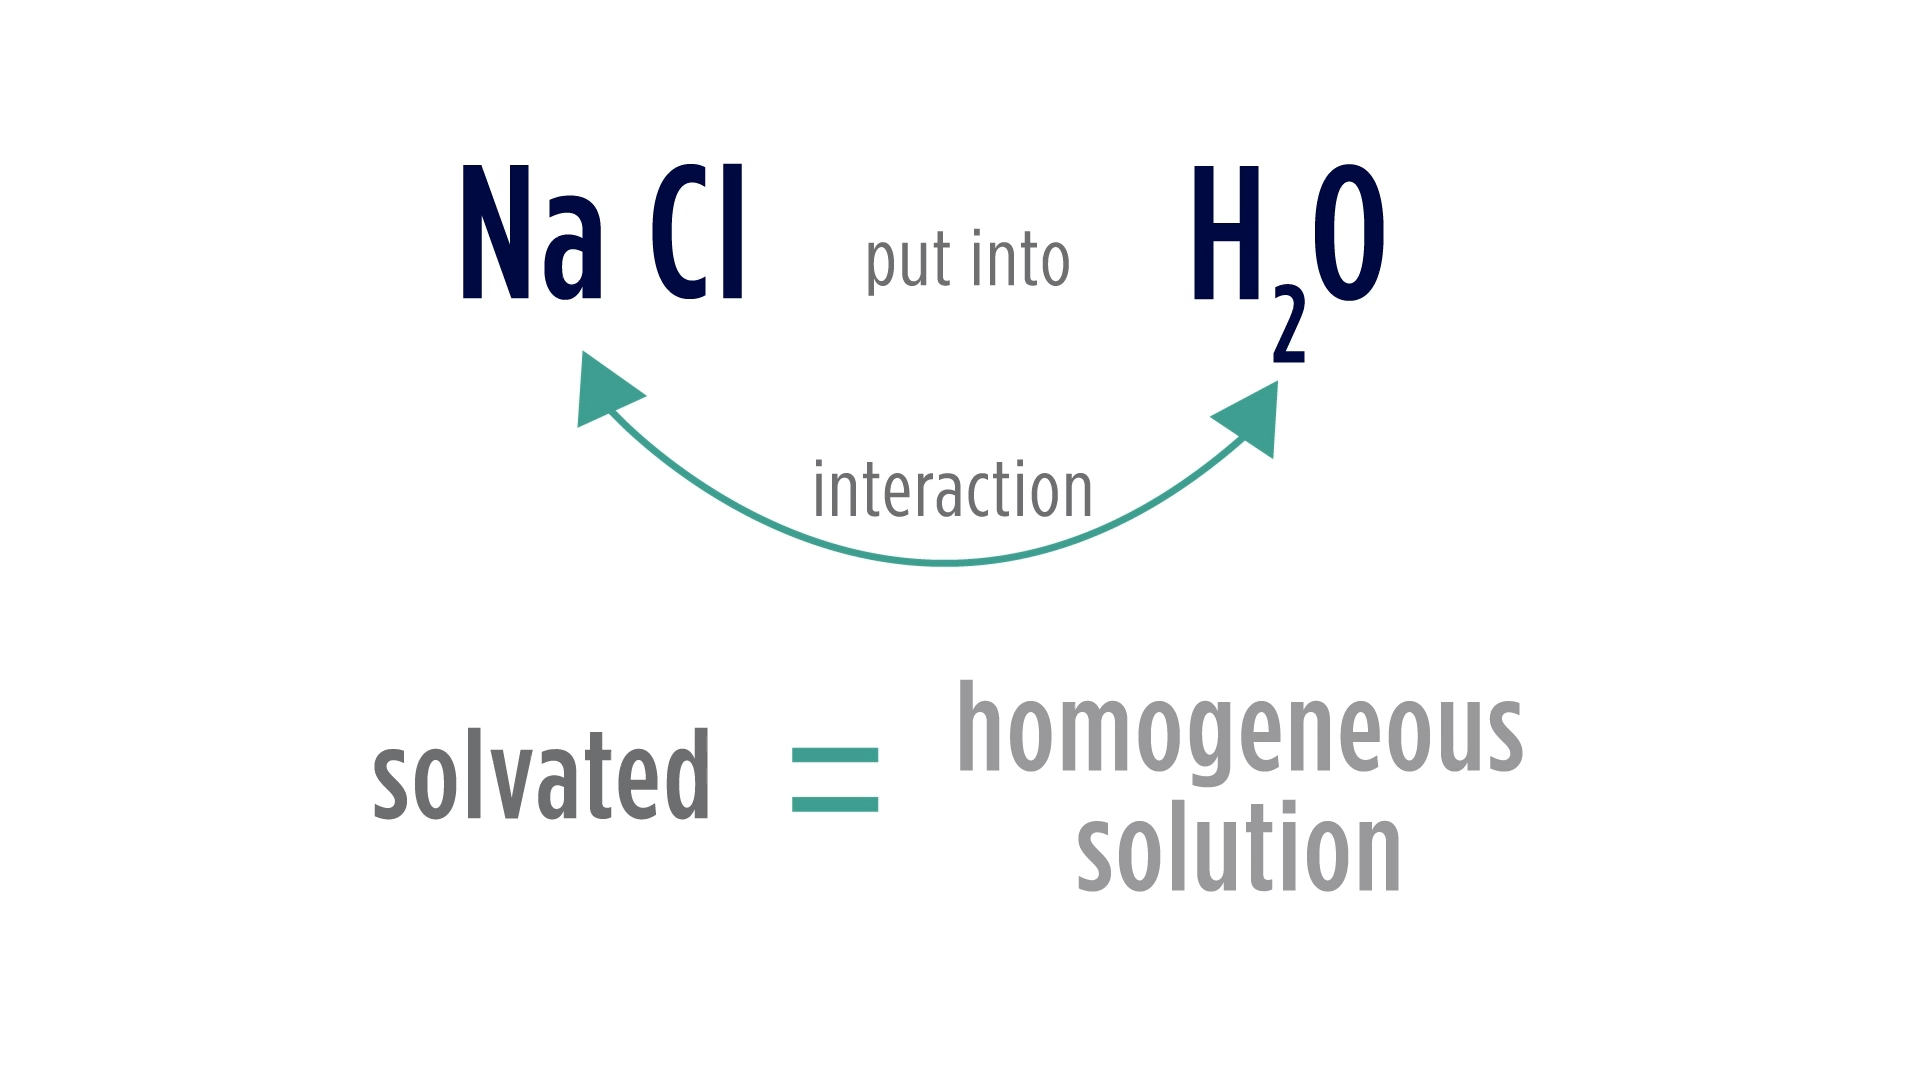 Na Cl put into H₂O
interaction
solvated = homogeneous
solution